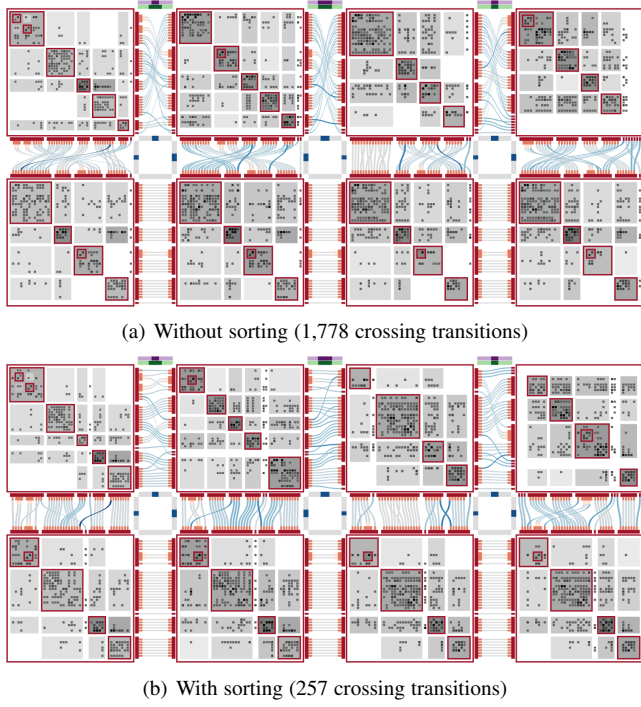 (a) Without sorting (1,778 crossing transitions)
(b) With sorting (257 crossing transitions)